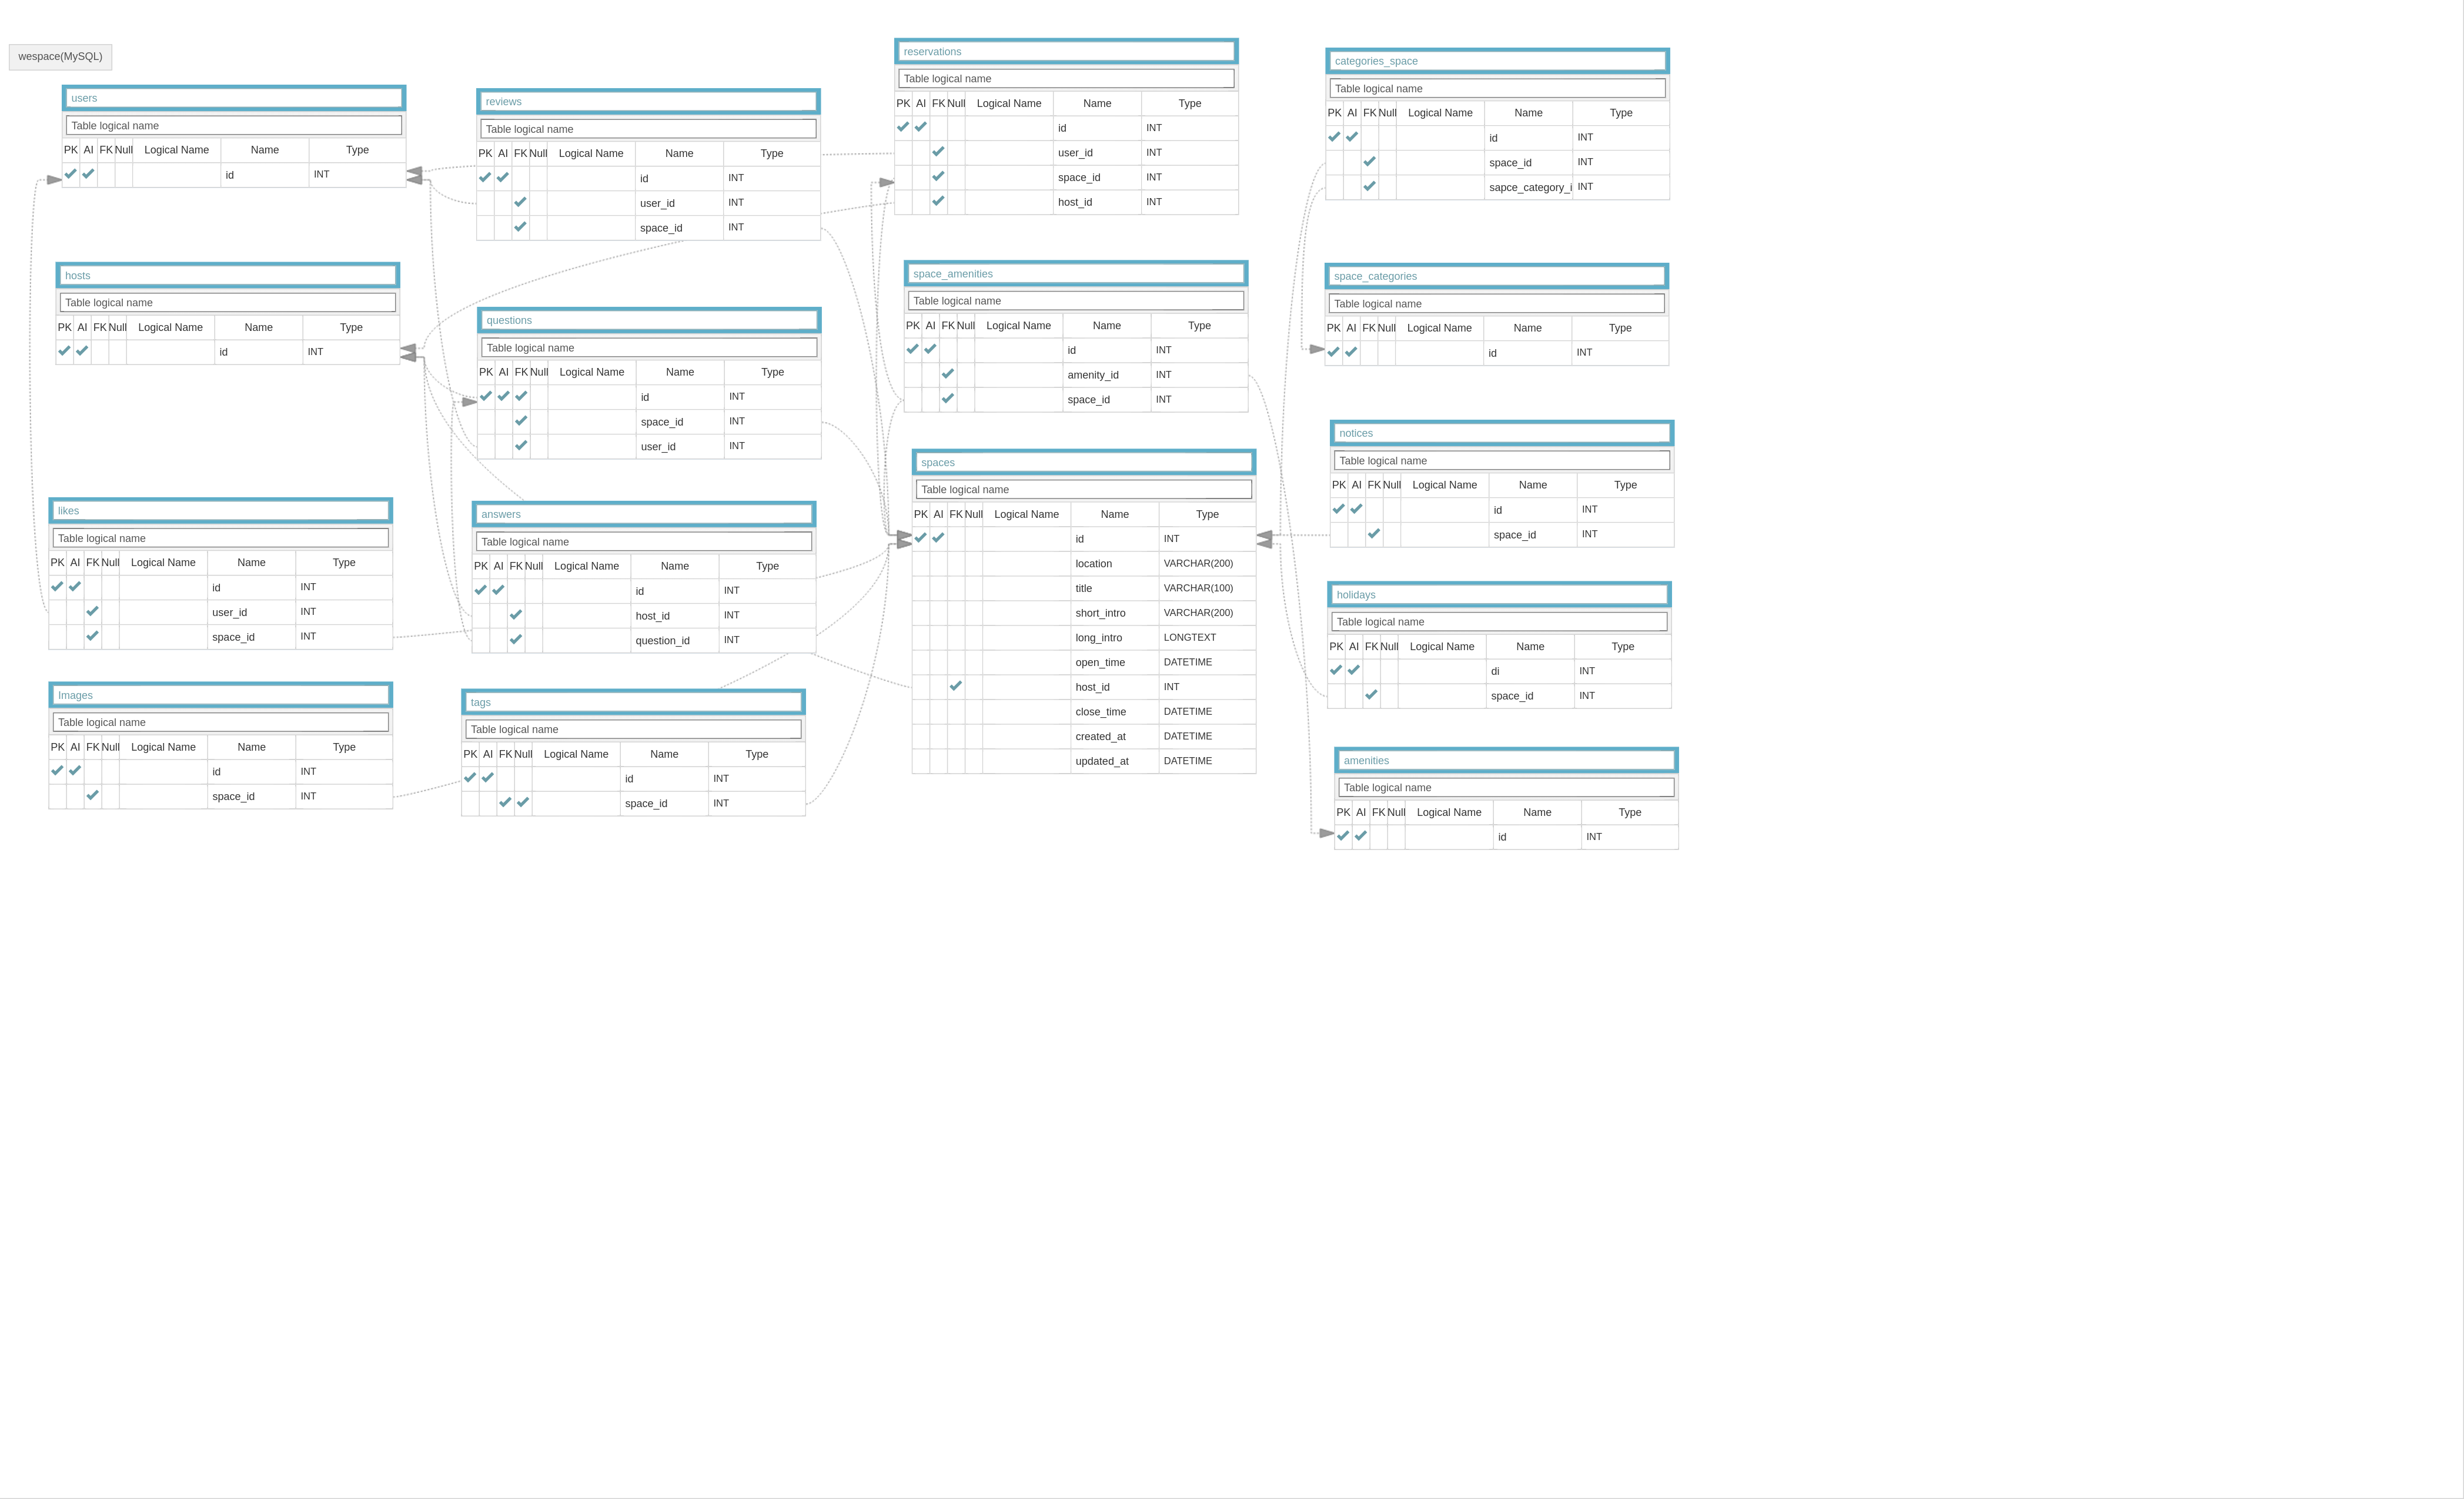 wespace(MySQL)
users
Table logical name
PK AI FK Null Logical Name Name Type
id INT
hosts
Table logical name
PK AI FK Null Logical Name Name Type
id INT
likes
Table logical name
PK AI FK Null Logical Name Name Type
id INT
user_id INT
space_id INT
Images
Table logical name
PK AI FK Null Logical Name Name Type
id INT
space_id INT
reviews
Table logical name
PK AI FK Null Logical Name Name Type
id INT
user_id INT
space_id INT
questions
Table logical name
PK AI FK Null Logical Name Name Type
id INT
space_id INT
user_id INT
answers
Table logical name
PK AI FK Null Logical Name Name Type
id INT
host_id INT
question_id INT
tags
Table logical name
PK AI FK Null Logical Name Name Type
id INT
space_id INT
reservations
Table logical name
PK AI FK Null Logical Name Name Type
id INT
user_id INT
space_id INT
host_id INT
space_amenities
Table logical name
PK AI FK Null Logical Name Name Type
id INT
amenity_id INT
space_id INT
spaces
Table logical name
PK AI FK Null Logical Name Name Type
id INT
location VARCHAR(200)
title VARCHAR(100)
short_intro VARCHAR(200)
long_intro LONGTEXT
open_time DATETIME
host_id INT
close_time DATETIME
created_at DATETIME
updated_at DATETIME
categories_space
Table logical name
PK AI FK Null Logical Name Name Type
id INT
space_id INT
sapce_category_i INT
space_categories
Table logical name
PK AI FK Null Logical Name Name Type
id INT
notices
Table logical name
PK AI FK Null Logical Name Name Type
id INT
space_id INT
holidays
Table logical name
PK AI FK Null Logical Name Name Type
di INT
space_id INT
amenities
Table logical name
PK AI FK Null Logical Name Name Type
id INT